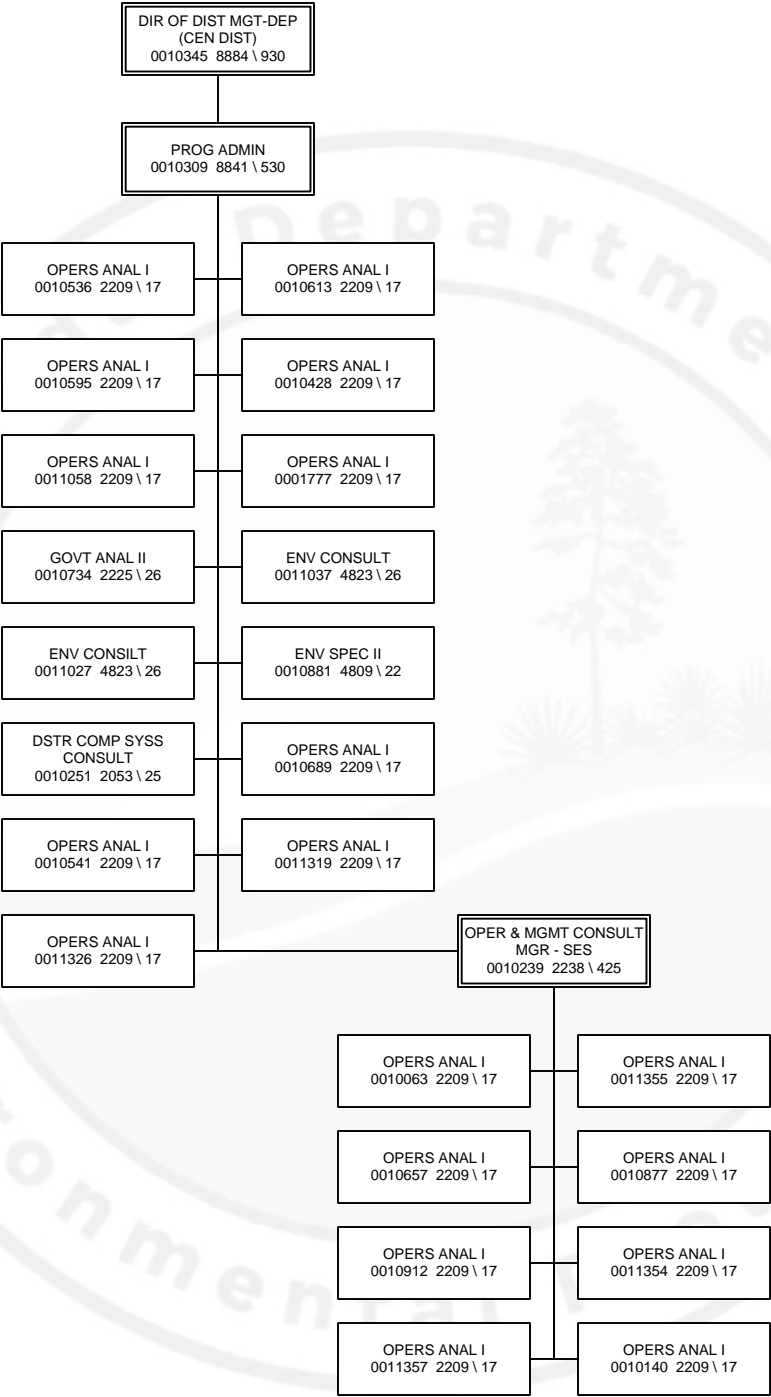 DIR OF DIST MGT-DEP
(CEN DIST)
0010345 8884 \ 930
PROG ADMIN
0010309 8841 \ 530
OPERS ANAL I
0010536 2209 \ 17
OPERS ANAL I
0010613 2209 \ 17
OPERS ANAL I
0010595 2209 \ 17
OPERS ANAL I
0010428 2209 \ 17
OPERS ANAL I
0011058 2209 \ 17
OPERS ANAL I
0001777 2209 \ 17
GOVT ANAL II
0010734 2225 \ 26
ENV CONSULT
0011037 4823 \ 26
ENV CONSILT
0011027 4823 \ 26
ENV SPEC II
0010881 4809 \ 22
DSTR COMP SYSS
CONSULT
0010251 2053 \ 25
OPERS ANAL I
0010689 2209 \ 17
OPERS ANAL I
0010541 2209 \ 17
OPERS ANAL I
0011319 2209 \ 17
OPERS ANAL I
0011326 2209 \ 17
OPER & MGMT CONSULT
MGR - SES
0010239 2238 \ 425
OPERS ANAL I
0010063 2209 \ 17
OPERS ANAL I
0011355 2209 \ 17
OPERS ANAL I
0010657 2209 \ 17
OPERS ANAL I
0010877 2209 \ 17
OPERS ANAL I
0010912 2209 \ 17
OPERS ANAL I
0011354 2209 \ 17
OPERS ANAL I
0011357 2209 \ 17
OPERS ANAL I
0010140 2209 \ 17